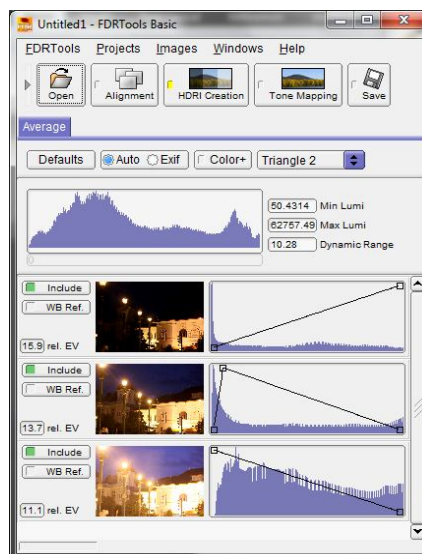 Untitled1 - FDRTools Basic
FDRTools Projects Images Windows Help
Open Alignment HDRI Creation Tone Mapping Save
Average
Defaults Auto Exif Color+ Triangle 2
50.4314 Min Lumi
62757.49 Max Lumi
10.28 Dynamic Range
0
Include
WB Ref.
15.9 rel. EV
Include
WB Ref.
13.7 rel. EV
Include
WB Ref.
11.1 rel. EV